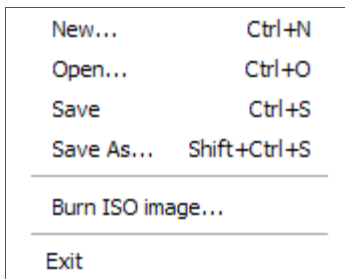 New... Ctrl+N
Open... Ctrl+O
Save Ctrl+S
Save As... Shift+Ctrl+S
Burn ISO image...
Exit